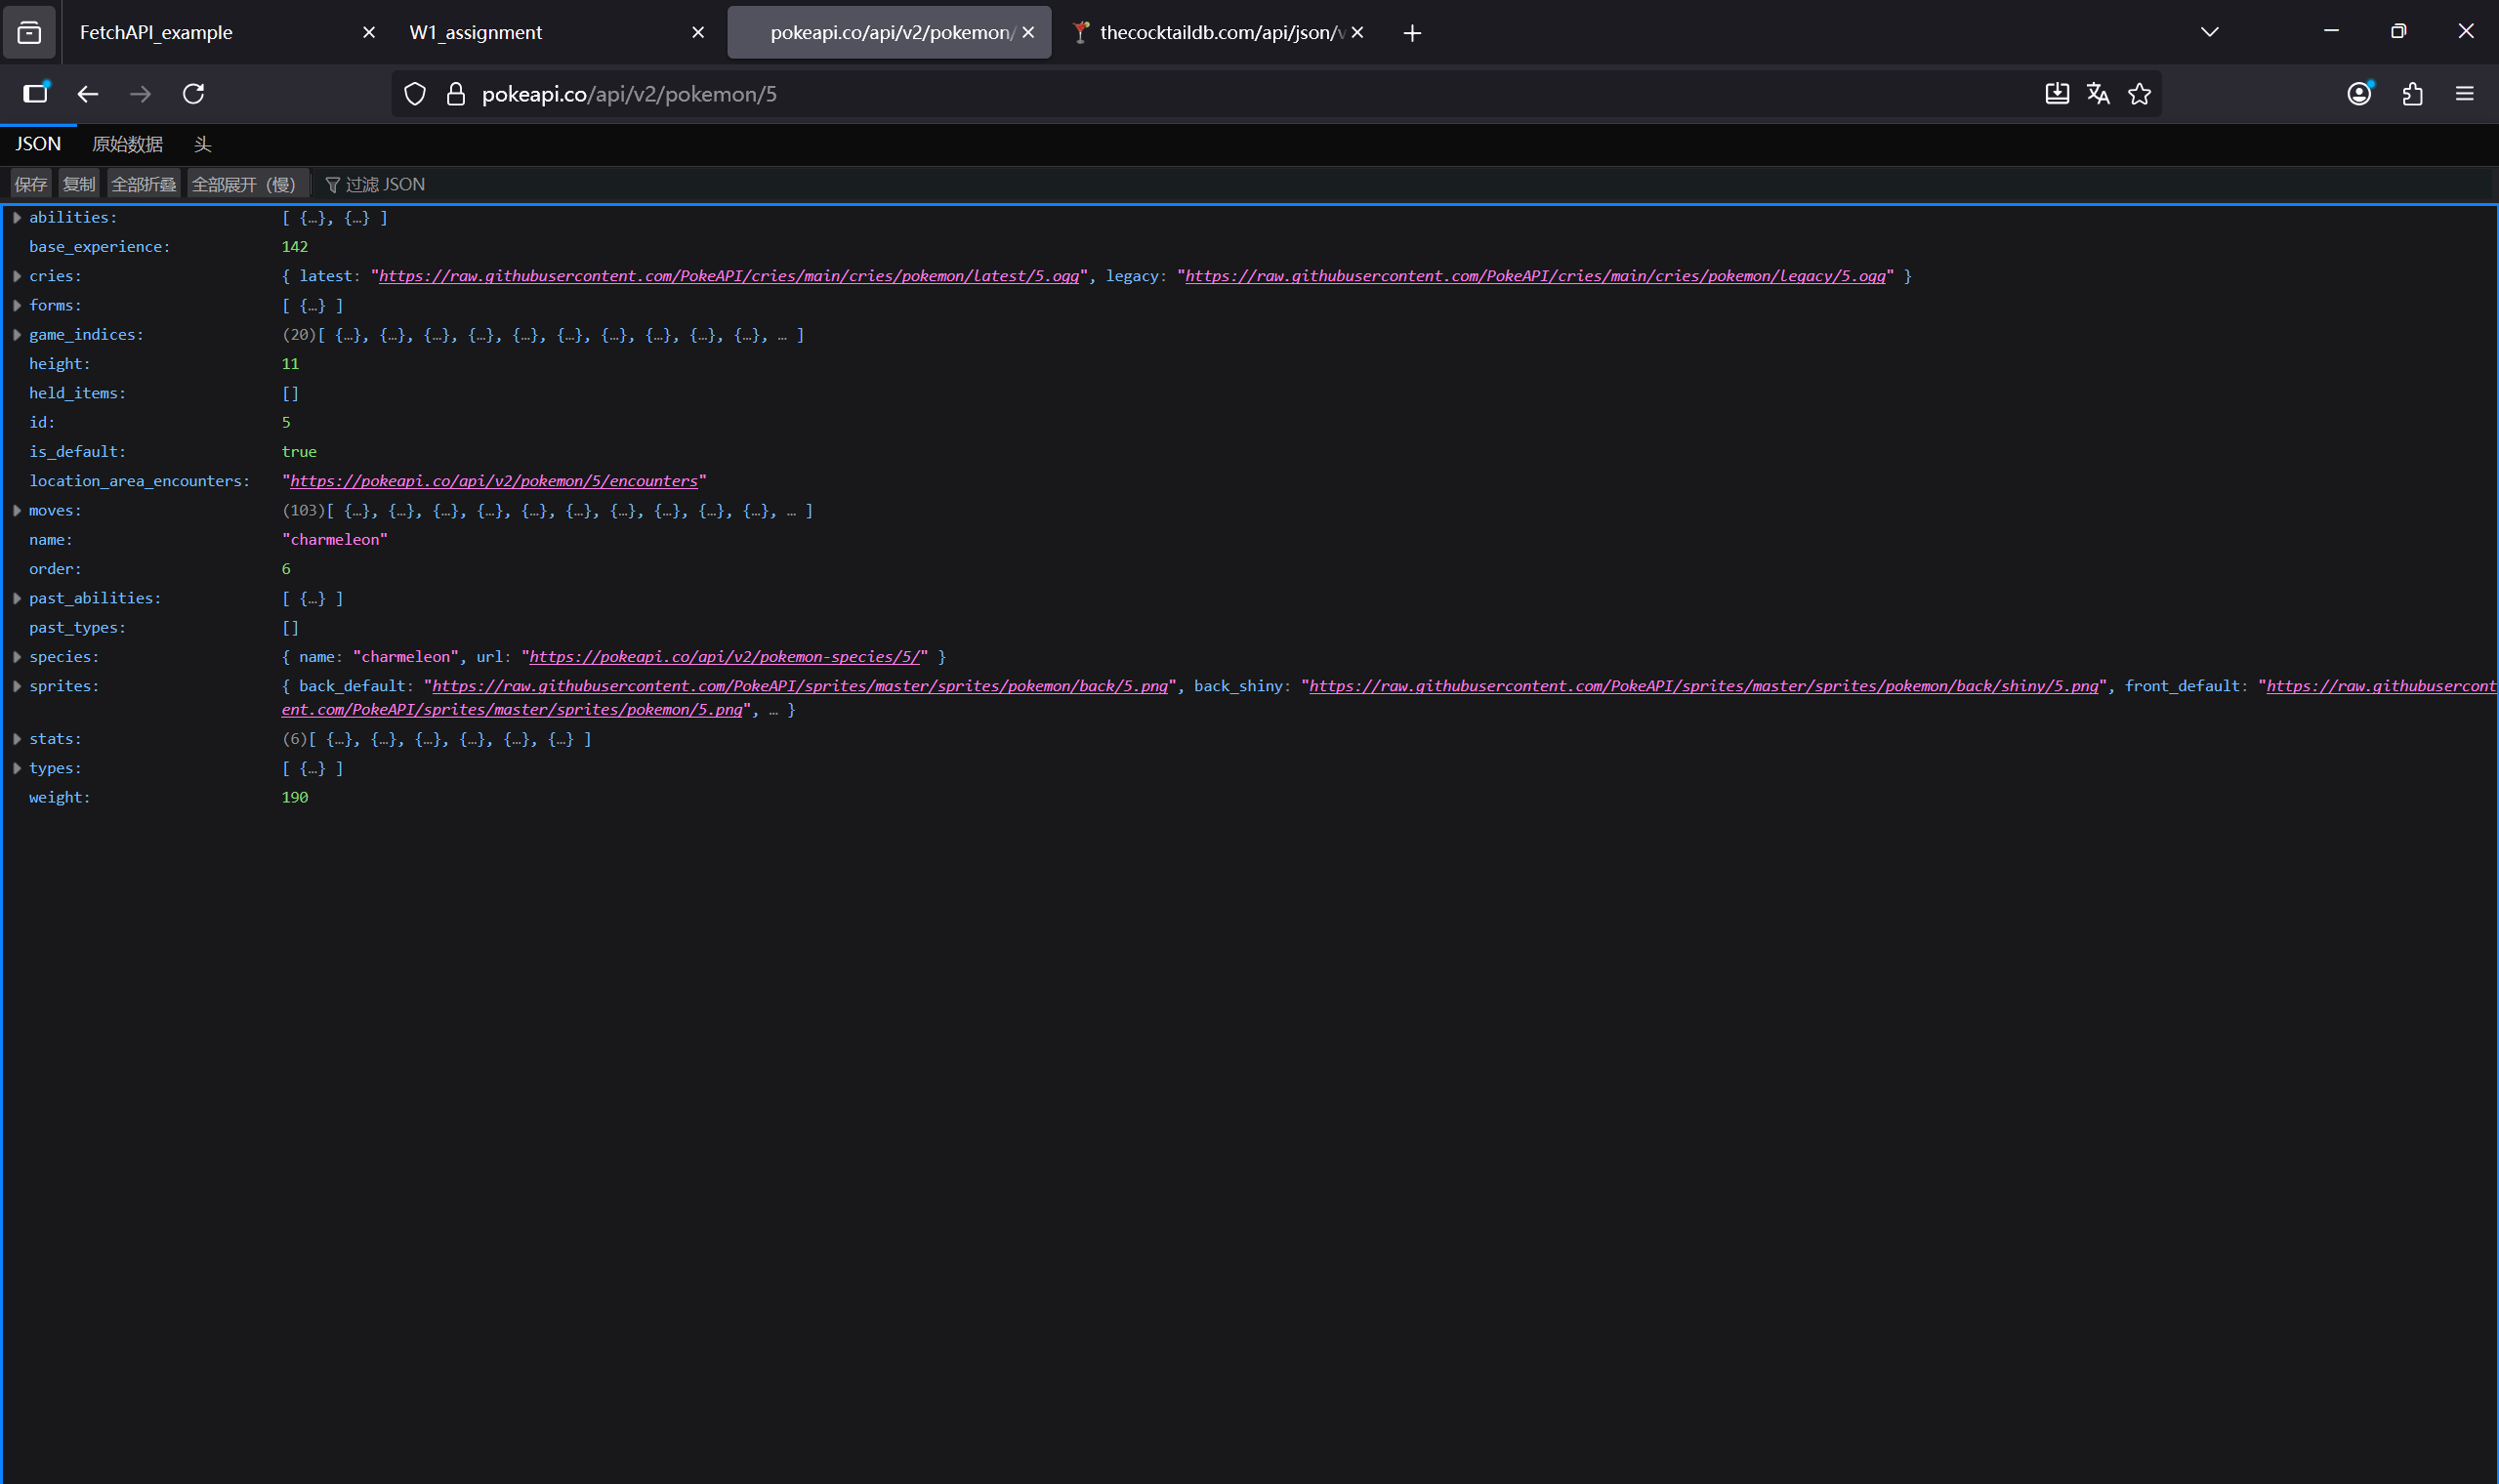 FetchAPI_example
W1_assignment
pokeapi.co/api/v2/pokemon/
thecocktaildb.com/api/json/v
pokeapi.co/api/v2/pokemon/5
JSON 原始数据 头
保存 复制 全部折叠 全部展开（慢） 过滤 JSON
abilities: [ {…}, {…} ]
base_experience: 142
cries: { latest: "https://raw.githubusercontent.com/PokeAPI/cries/main/cries/pokemon/latest/5.ogg", legacy: "https://raw.githubusercontent.com/PokeAPI/cries/main/cries/pokemon/legacy/5.ogg" }
forms: [ {…} ]
game_indices: (20)[ {…}, {…}, {…}, {…}, {…}, {…}, {…}, {…}, {…}, {…}, … ]
height: 11
held_items: []
id: 5
is_default: true
location_area_encounters: "https://pokeapi.co/api/v2/pokemon/5/encounters"
moves: (103)[ {…}, {…}, {…}, {…}, {…}, {…}, {…}, {…}, {…}, {…}, … ]
name: "charmeleon"
order: 6
past_abilities: [ {…} ]
past_types: []
species: { name: "charmeleon", url: "https://pokeapi.co/api/v2/pokemon-species/5/" }
sprites: { back_default: "https://raw.githubusercontent.com/PokeAPI/sprites/master/sprites/pokemon/back/5.png", back_shiny: "https://raw.githubusercontent.com/PokeAPI/sprites/master/sprites/pokemon/back/shiny/5.png", front_default: "https://raw.githubusercont
ent.com/PokeAPI/sprites/master/sprites/pokemon/5.png", … }
stats: (6)[ {…}, {…}, {…}, {…}, {…}, {…} ]
types: [ {…} ]
weight: 190